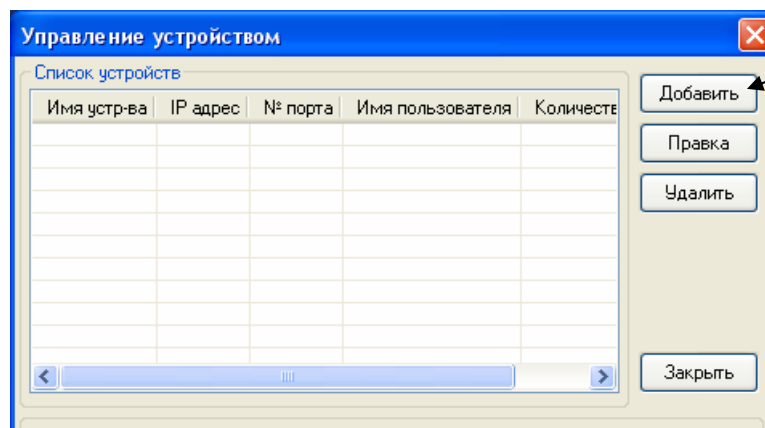 Управление устройством
Список устройств
Имя устр-ва IP адрес № порта Имя пользователя Количеств
Добавить
Правка
Удалить
Закрыть